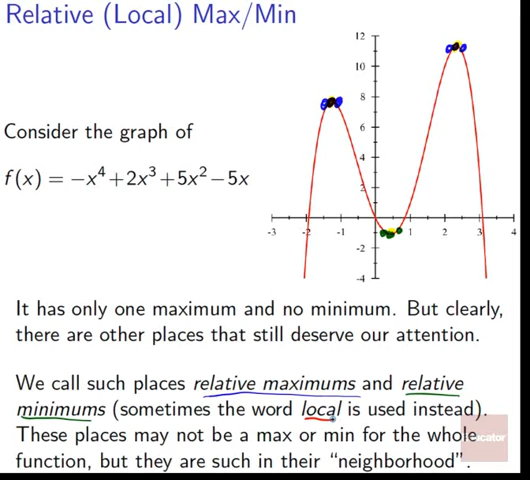 Relative (Local) Max/Min
Consider the graph of
f(x) = −x⁴+2x³+5x²−5x
12
10
8
6
4
2
-3 -2 -1 1 2 3 4
-2
-4
It has only one maximum and no minimum. But clearly,
there are other places that still deserve our attention.
We call such places relative maximums and relative
minimums (sometimes the word local is used instead).
These places may not be a max or min for the whole
function, but they are such in their “neighborhood”.